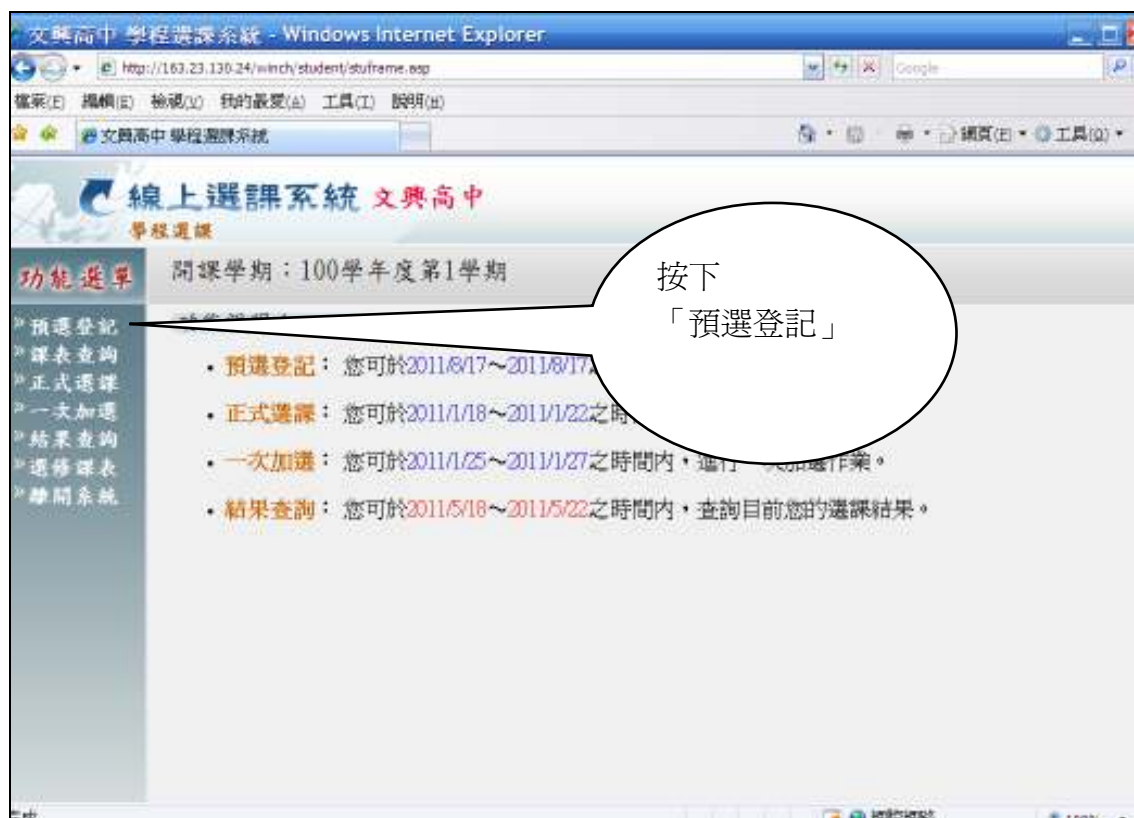 文興高中 學程選課系統 - Windows Internet Explorer
http://163.23.130.24/winch/student/stuframe.asp
Google
檔案(F) 編輯(E) 檢視(V) 我的最愛(A) 工具(T) 說明(H)
文興高中 學程選課系統
網頁(P) 工具(O)
線上選課系統 文興高中
學程選課
功能選單
開課學期：100學年度第1學期
按下
「預選登記」
»預選登記
»課表查詢
»正式選課
»一次加選
»結果查詢
»選修課表
»離開系統
• 預選登記： 您可於2011/8/17～2011/8/17
• 正式選課： 您可於2011/1/18～2011/1/22之時
• 一次加選： 您可於2011/1/25～2011/1/27之時間內，進行一次加選作業。
• 結果查詢： 您可於2011/5/18～2011/5/22之時間內，查詢目前您的選課結果。